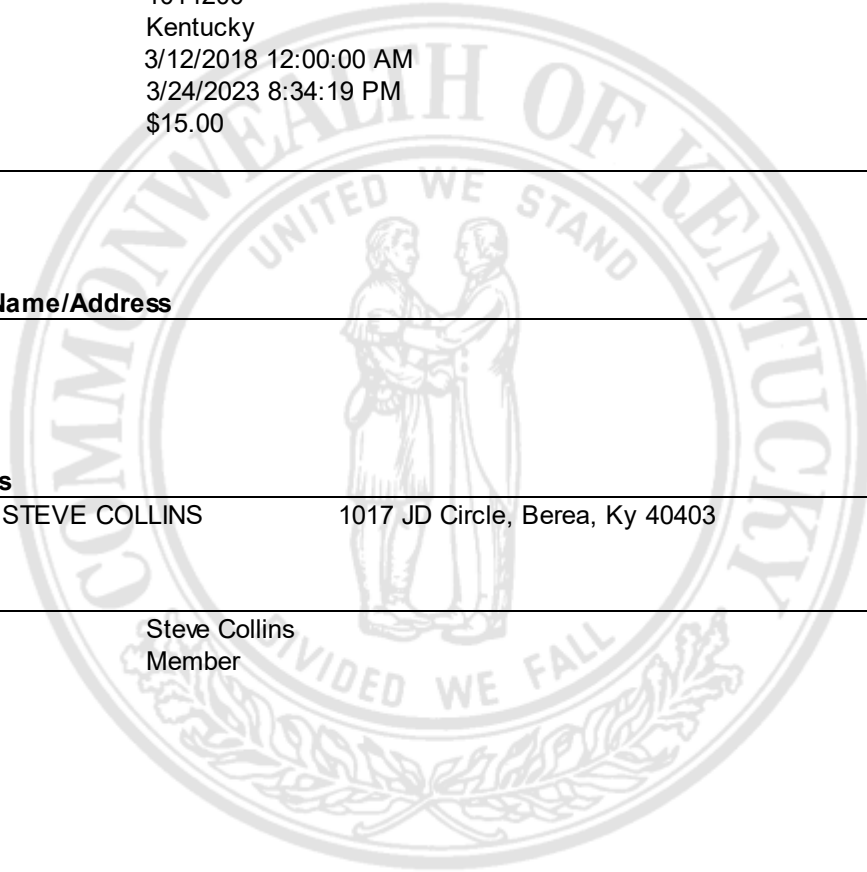 Kentucky
3/12/2018 12:00:00 AM
3/24/2023 8:34:19 PM
$15.00
COMMONWEALTH OF KENTUCKY
UNITED WE STAND
Name/Address
s
STEVE COLLINS 1017 JD Circle, Berea, Ky 40403
Steve Collins
Member
DIVIDED WE FALL